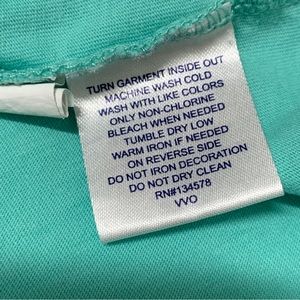 TURN GARMENT INSIDE OUT
MACHINE WASH COLD
WASH WITH LIKE COLORS
ONLY NON-CHLORINE
BLEACH WHEN NEEDED
TUMBLE DRY LOW
WARM IRON IF NEEDED
ON REVERSE SIDE
DO NOT IRON DECORATION
DO NOT DRY CLEAN
RN#134578
VVO